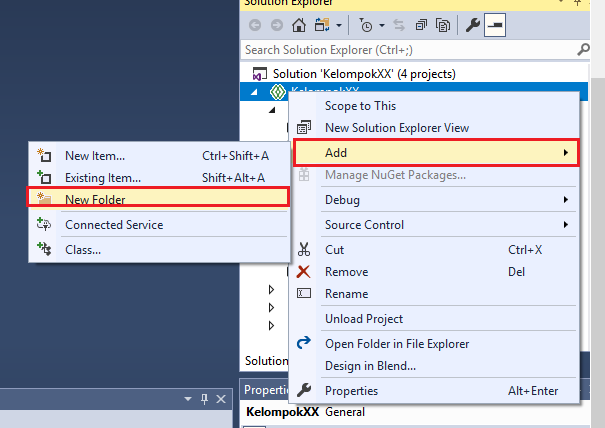 Solution Explorer
Search Solution Explorer (Ctrl+;)
Solution 'KelompokXX' (4 projects)
KelompokXX
Scope to This
New Solution Explorer View
Add
Manage NuGet Packages...
Debug
Source Control
Cut Ctrl+X
Remove Del
Rename
Unload Project
Open Folder in File Explorer
Design in Blend...
Properties Alt+Enter
New Item... Ctrl+Shift+A
Existing Item... Shift+Alt+A
New Folder
Connected Service
Class...
Solution
Properties
KelompokXX General